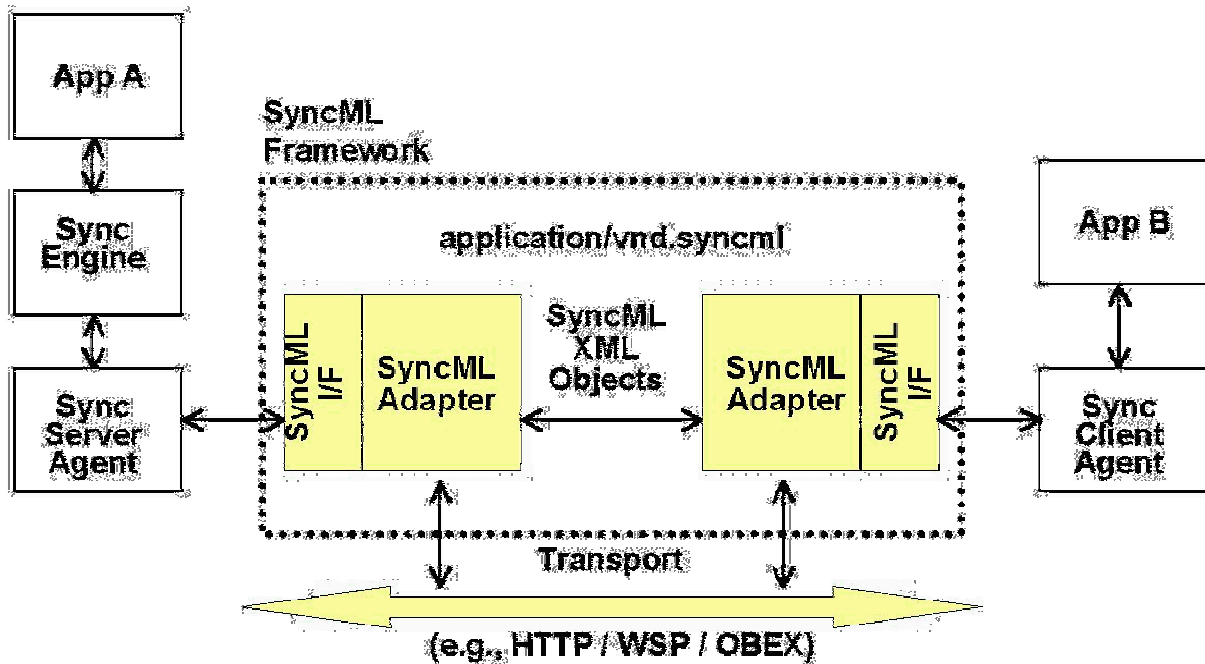 App A
SyncML
Framework
Sync
Engine
application/vnd.syncml
App B
SyncML
I/F
SyncML
Adapter
SyncML
XML
Objects
SyncML
Adapter
SyncML
I/F
Sync
Server
Agent
Sync
Client
Agent
Transport
(e.g., HTTP / WSP / OBEX)